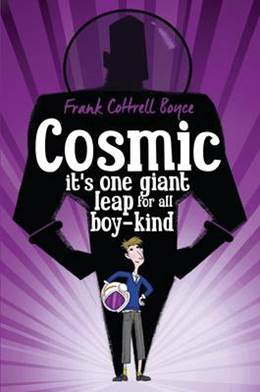 Frank Cottrell Boyce
Cosmic
it's one giant
leap for all
boy-kind